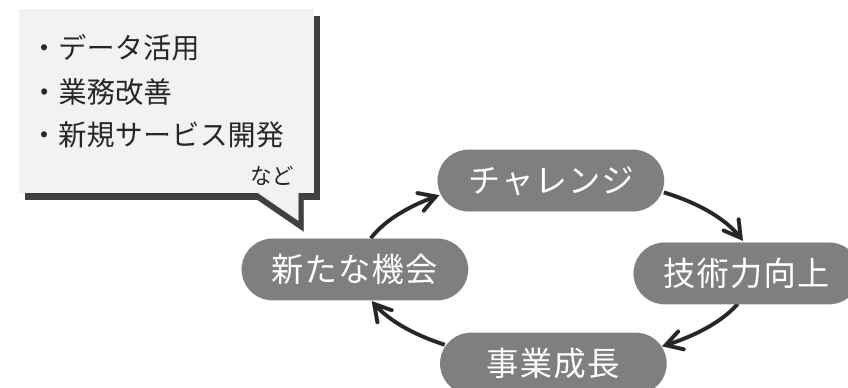 ・データ活用
・業務改善
・新規サービス開発
など
チャレンジ
新たな機会
技術力向上
事業成長